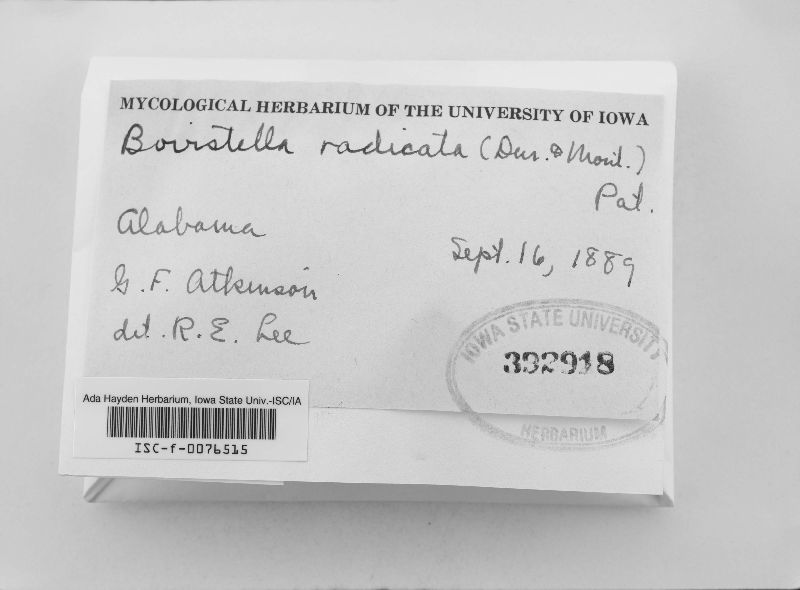 MYCOLOGICAL HERBARIUM OF THE UNIVERSITY OF IOWA
Bovistella radicata (Dur. & Mont.)
Pat.
Alabama
Sept. 16, 1889
G. F. Atkinson
det. R. E. Lee
IOWA STATE UNIVERSITY
392918
HERBARIUM
Ada Hayden Herbarium, Iowa State Univ.-ISC/IA
ISC-f-0076515